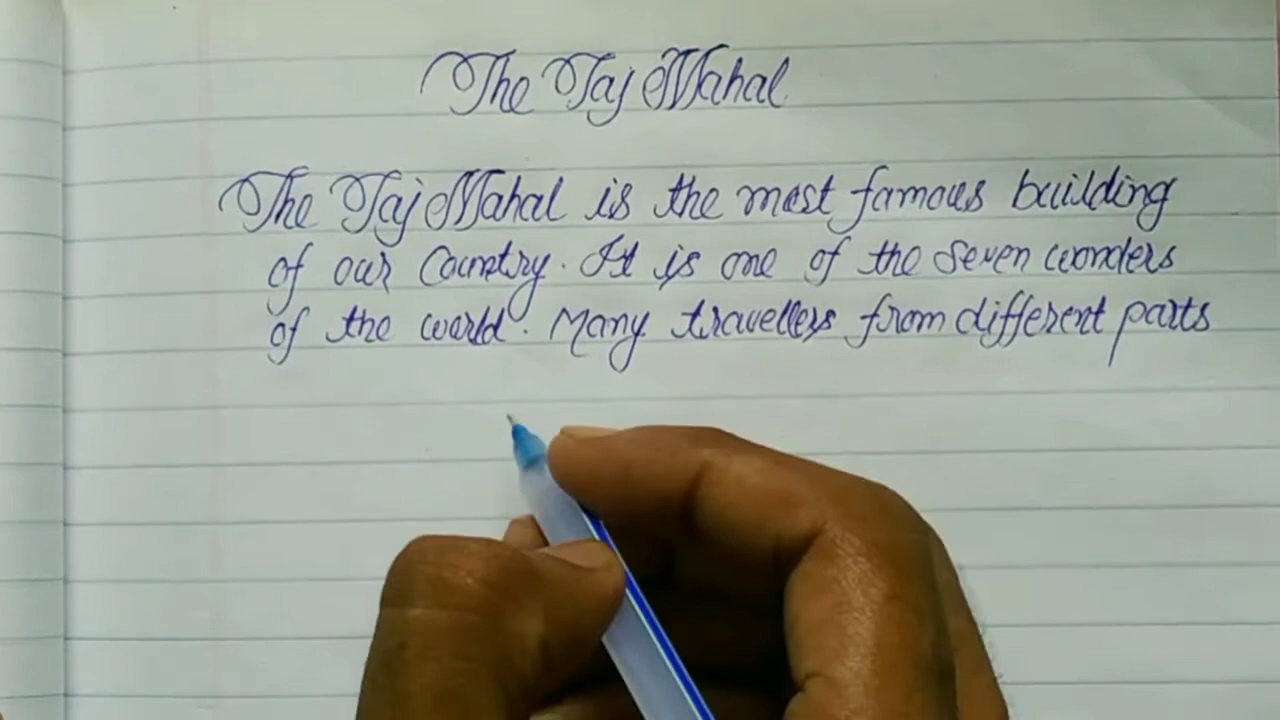 The Taj Mahal
The Taj Mahal is the most famous building
of our Country. It is one of the Seven wonders
of the world. Many travellers from different parts